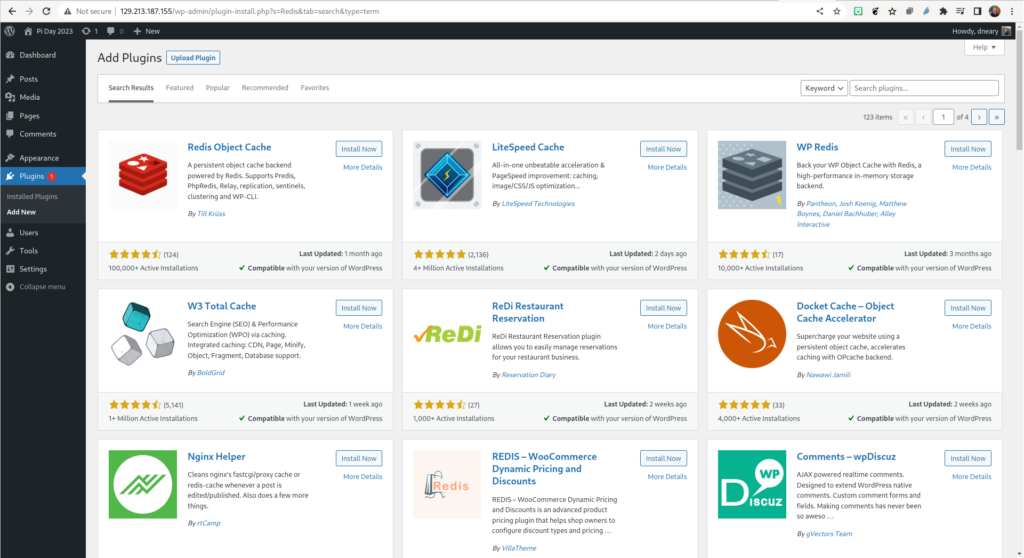 Not secure | 129.213.187.155/wp-admin/plugin-install.php?s=Redis&tab=search&type=term
Pi Day 2023 1 0 + New
Howdy, dneary
Help
Dashboard
Posts
Media
Pages
Comments
Appearance
Plugins 1
Installed Plugins
Add New
Users
Tools
Settings
Collapse menu
Add Plugins Upload Plugin
Search Results Featured Popular Recommended Favorites
Keyword Search plugins...
123 items « ‹ 1 of 4 › »
Redis Object Cache
Install Now
More Details
A persistent object cache backend
powered by Redis. Supports Predis,
PhpRedis, Relay, replication, sentinels,
clustering and WP-CLI.
By Till Krüss
(124)
Last Updated: 1 month ago
100,000+ Active Installations
✔ Compatible with your version of WordPress
LiteSpeed Cache
Install Now
More Details
All-in-one unbeatable acceleration &
PageSpeed improvement: caching,
image/CSS/JS optimization...
By LiteSpeed Technologies
(2,136)
Last Updated: 2 days ago
4+ Million Active Installations
✔ Compatible with your version of WordPress
WP Redis
Install Now
More Details
Back your WP Object Cache with Redis, a
high-performance in-memory storage
backend.
By Pantheon, Josh Koenig, Matthew
Boynes, Daniel Bachhuber, Alley
Interactive
(17)
Last Updated: 3 months ago
10,000+ Active Installations
✔ Compatible with your version of WordPress
W3 Total Cache
Install Now
More Details
Search Engine (SEO) & Performance
Optimization (WPO) via caching.
Integrated caching: CDN, Page, Minify,
Object, Fragment, Database support.
By BoldGrid
(5,141)
Last Updated: 1 week ago
1+ Million Active Installations
✔ Compatible with your version of WordPress
ReDi
ReDi Restaurant
Reservation
Install Now
More Details
ReDi Restaurant Reservation plugin
allows you to easily manage reservations
for your restaurant business.
By Reservation Diary
(27)
Last Updated: 2 weeks ago
1,000+ Active Installations
✔ Compatible with your version of WordPress
Docket Cache – Object
Cache Accelerator
Install Now
More Details
Supercharge your website using a
persistent object cache, accelerates
caching with OPcache backend.
By Nawawi Jamili
(33)
Last Updated: 2 weeks ago
4,000+ Active Installations
✔ Compatible with your version of WordPress
Nginx Helper
Install Now
More Details
Cleans nginx's fastcgi/proxy cache or
redis-cache whenever a post is
edited/published. Also does a few more
things.
By rtCamp
Redis
REDIS – WooCommerce
Dynamic Pricing and
Discounts
Install Now
More Details
REDIS – WooCommerce Dynamic Pricing
and Discounts is an advanced product
pricing plugin that helps shop owners to
configure discount types and pricing …
By VillaTheme
WP
Discuz
Comments – wpDiscuz
Install Now
More Details
AJAX powered realtime comments.
Designed to extend WordPress native
comments. Custom comment forms and
fields. Making comments has never been
so aweso …
By gVectors Team